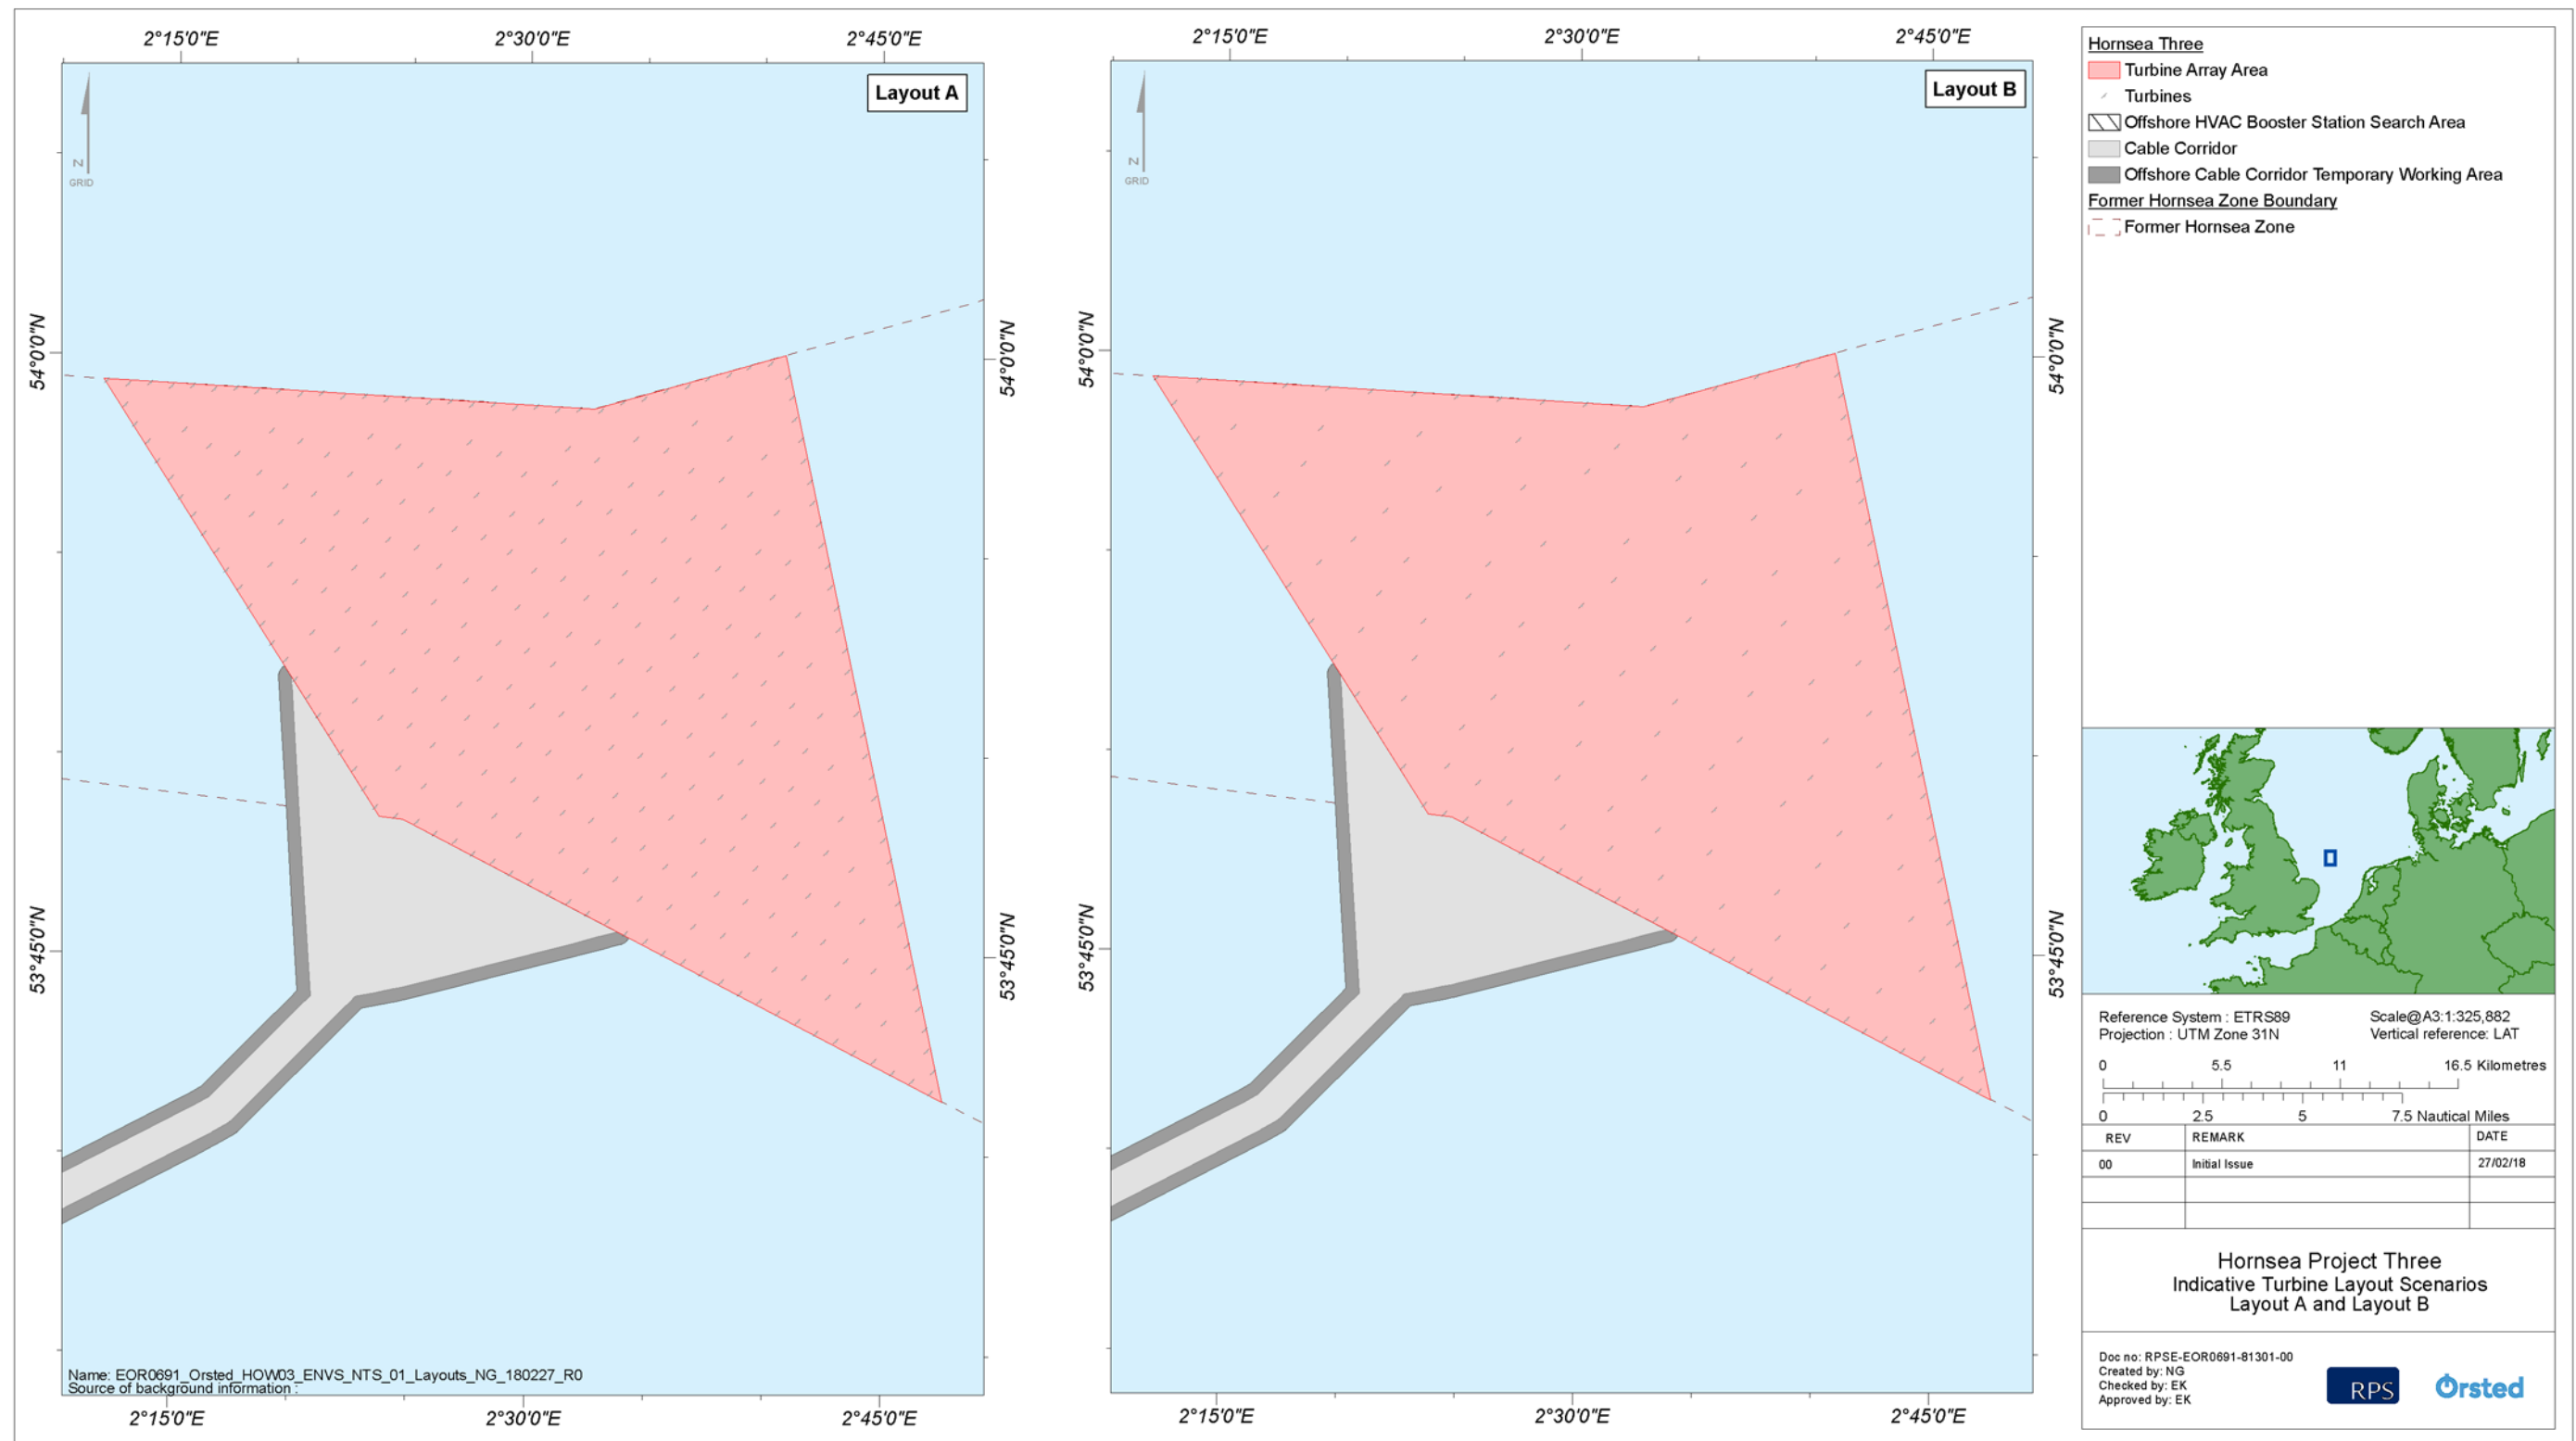 2°15'0"E 2°30'0"E 2°45'0"E
Layout A
N
GRID
54°0'0"N
54°0'0"N
53°45'0"N
53°45'0"N
Name: EOR0691_Orsted_HOW03_ENVS_NTS_01_Layouts_NG_180227_R0
Source of background information :
2°15'0"E 2°30'0"E 2°45'0"E
2°15'0"E 2°30'0"E 2°45'0"E
Layout B
N
GRID
54°0'0"N
54°0'0"N
53°45'0"N
53°45'0"N
2°15'0"E 2°30'0"E 2°45'0"E
Hornsea Three
Turbine Array Area
Turbines
Offshore HVAC Booster Station Search Area
Cable Corridor
Offshore Cable Corridor Temporary Working Area
Former Hornsea Zone Boundary
Former Hornsea Zone
Reference System : ETRS89 Scale@A3:1:325,882
Projection : UTM Zone 31N Vertical reference: LAT
0 5.5 11 16.5 Kilometres
0 2.5 5 7.5 Nautical Miles
REV REMARK DATE
00 Initial Issue 27/02/18
Hornsea Project Three
Indicative Turbine Layout Scenarios
Layout A and Layout B
Doc no: RPSE-EOR0691-81301-00
Created by: NG
Checked by: EK
Approved by: EK
RPS Ørsted